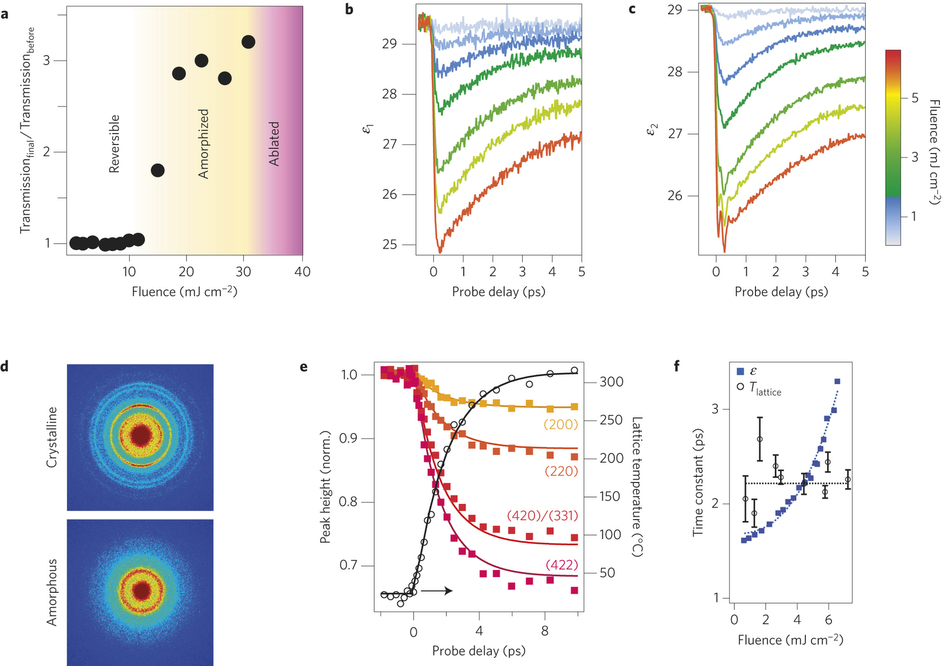 a
Transmission_final/Transmission_before
3
2
1
Reversible
Amorphized
Ablated
10
20
30
40
Fluence (mJ cm⁻²)
b
ε₁
29
28
27
26
25
0
1
2
3
4
5
Probe delay (ps)
c
ε₂
29
28
27
26
0
1
2
3
4
5
Probe delay (ps)
5
3
1
Fluence (mJ cm⁻²)
d
Crystalline
Amorphous
e
Peak height (norm.)
1.0
0.9
0.8
0.7
(200)
(220)
(420)/(331)
(422)
300
250
200
150
100
50
Lattice temperature (°C)
0
4
8
Probe delay (ps)
f
ε
T_lattice
Time constant (ps)
3
2
1
0
2
4
6
Fluence (mJ cm⁻²)